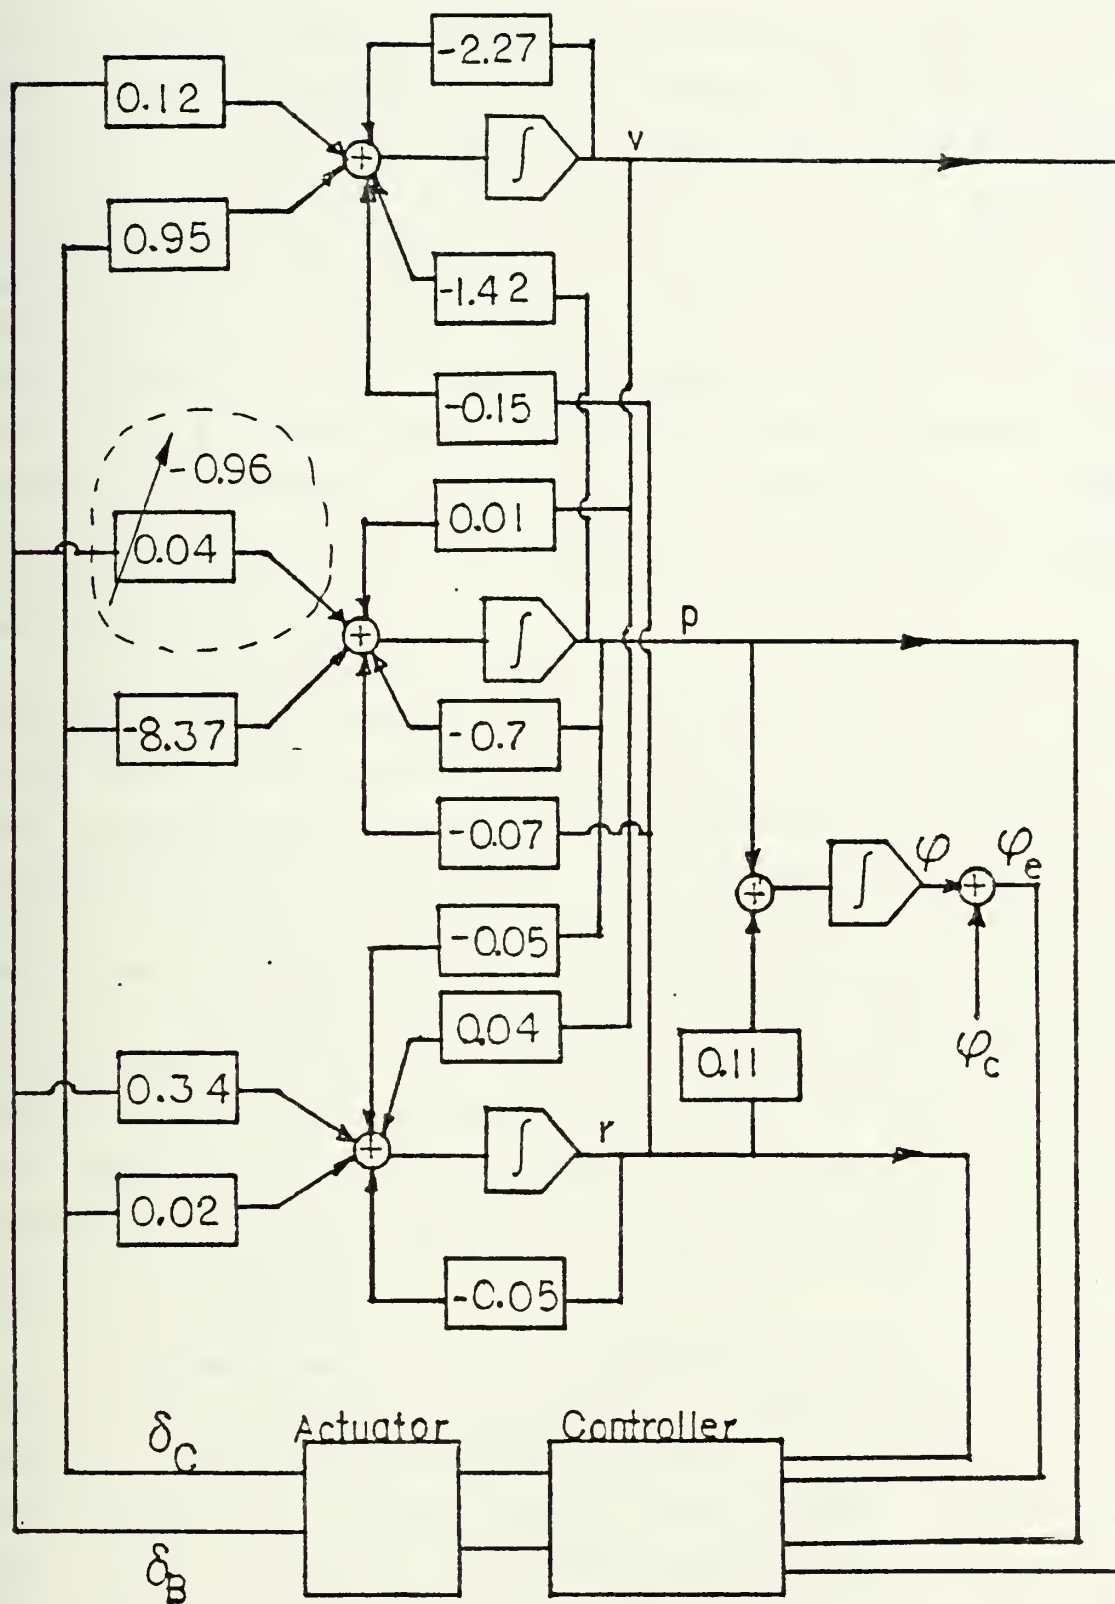 -2.27
0.12
∫
v
0.95
-1.42
-0.15
-0.96
0.01
0.04
∫
p
-8.37
-0.7
-0.07
∫
φ
φe
-0.05
0.04
φc
0.11
0.34
∫
r
0.02
-0.05
δC
Actuator
Controller
δB